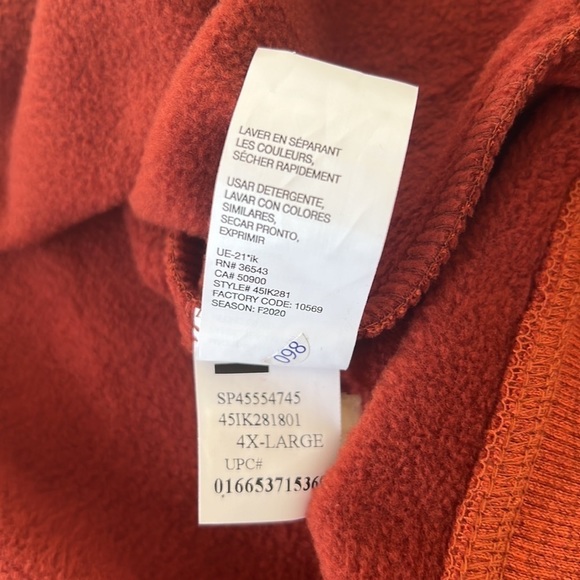 LAVER EN SÉPARANT
LES COULEURS,
SÉCHER RAPIDEMENT
USAR DETERGENTE,
LAVAR CON COLORES
SIMILARES,
SECAR PRONTO,
EXPRIMIR
UE-21*ik
RN# 36543
CA# 50900
STYLE# 45IK281
FACTORY CODE: 10569
SEASON: F2020
098
SP45554745
45IK281801
4X-LARGE
UPC#
0166537153